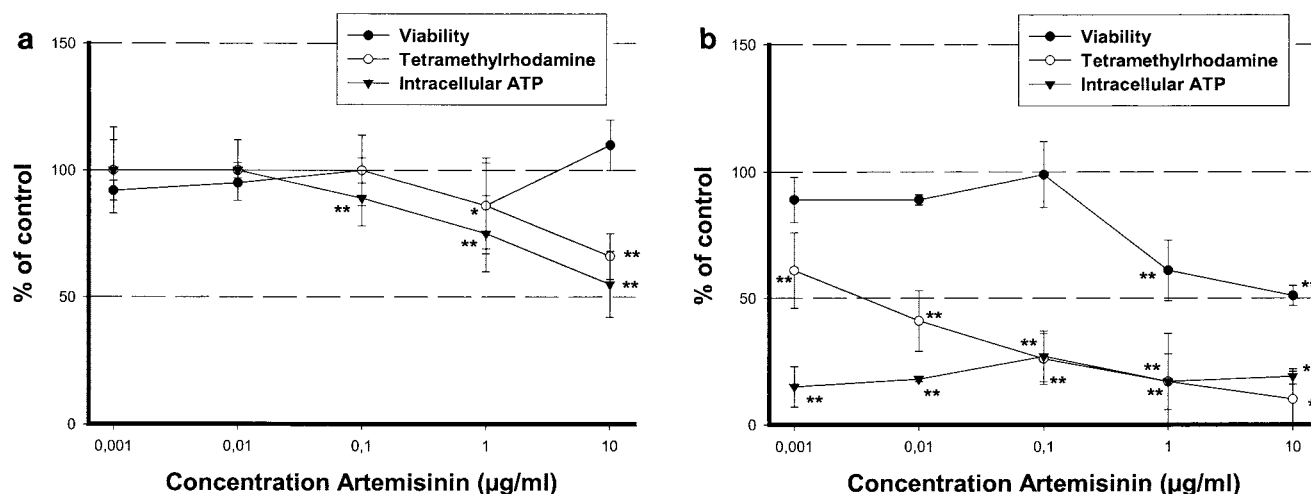 a
Viability
Tetramethylrhodamine
Intracellular ATP
150
100
50
0
% of control
**
*
**
**
**
0,001
0,01
0,1
1
10
Concentration Artemisinin (µg/ml)
b
Viability
Tetramethylrhodamine
Intracellular ATP
150
100
50
0
% of control
**
**
**
**
**
**
**
**
**
**
0,001
0,01
0,1
1
10
Concentration Artemisinin (µg/ml)